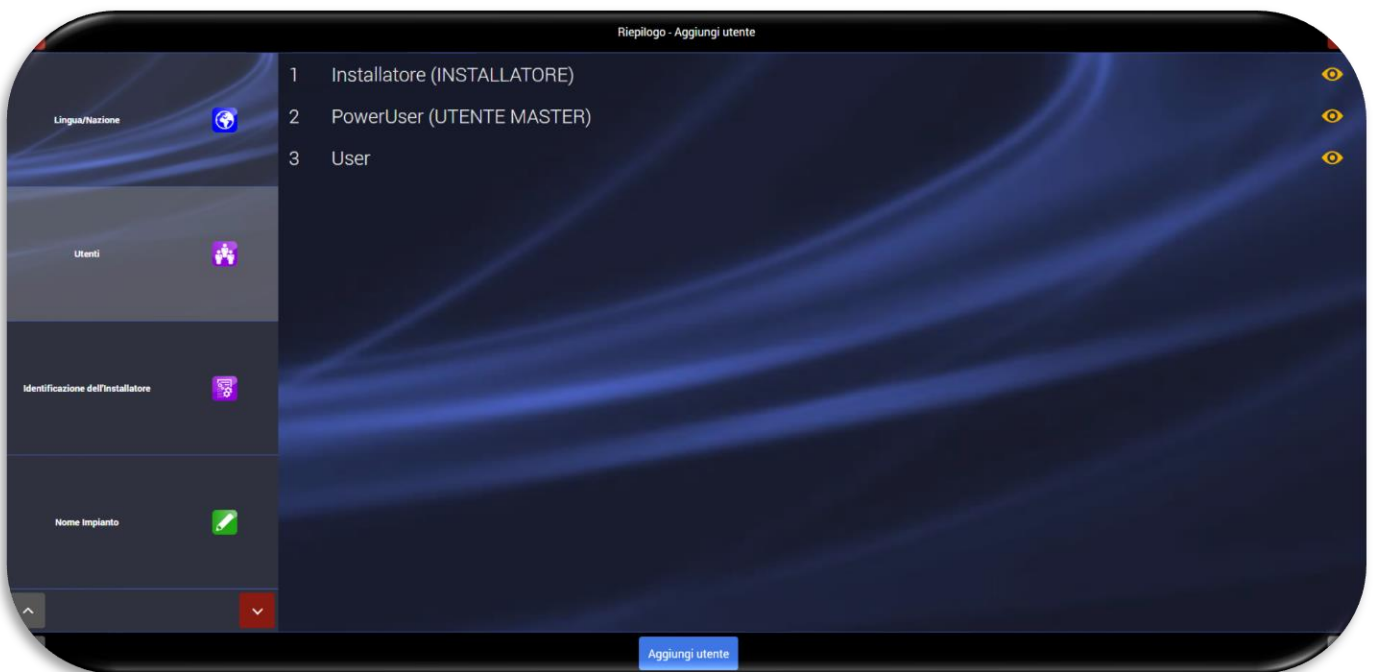 Riepilogo - Aggiungi utente
Lingua/Nazione
Utenti
Identificazione dell'Installatore
Nome Impianto
1 Installatore (INSTALLATORE)
2 PowerUser (UTENTE MASTER)
3 User
Aggiungi utente